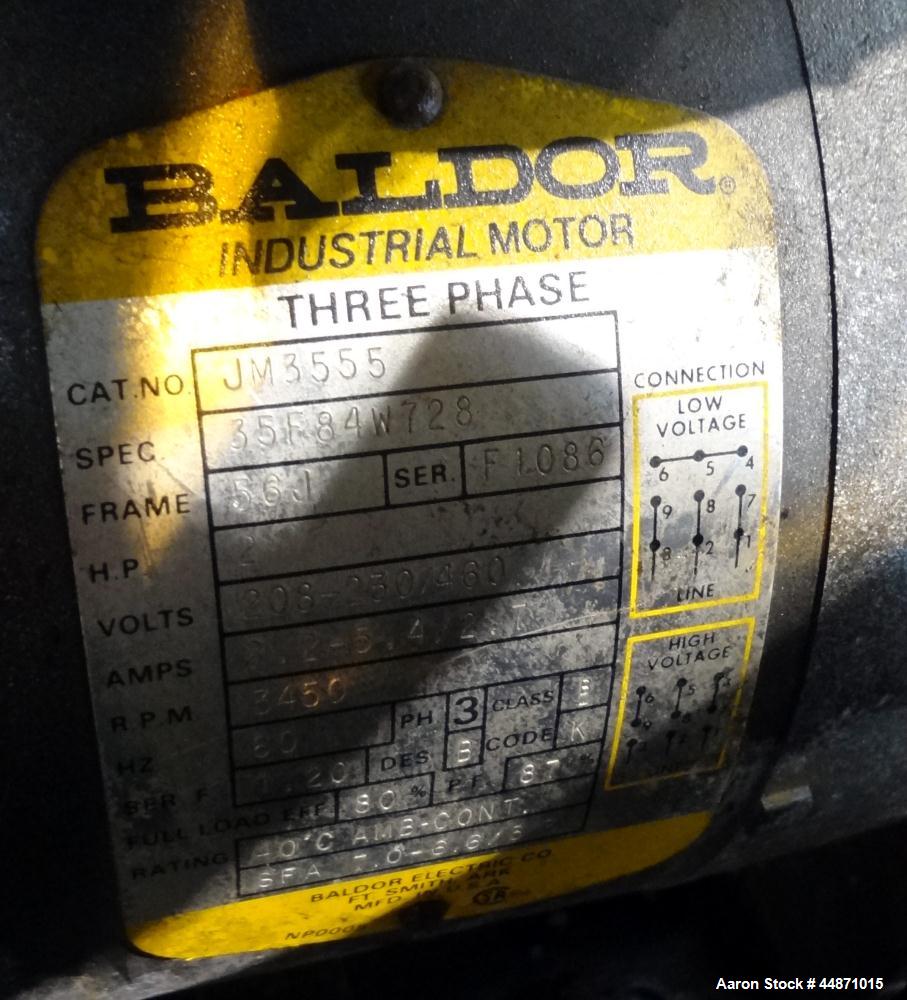 BALDOR®
INDUSTRIAL MOTOR
THREE PHASE
CAT.NO. JM3555
SPEC. 35F84W728
FRAME 56J SER. F1086
H.P. 2
VOLTS 208-230/460
AMPS
R.P.M. 3450
HZ 60 PH 3 CLASS B
SER. F. 1.20 DES B CODE K
FULL LOAD EFF 80 % P.F. 87 %
RATING 40°C AMB-CONT.
SFA
BALDOR ELECTRIC CO
FT. SMITH, ARK
MFD. IN U.S.A.
CONNECTION
LOW
VOLTAGE
6 5 4
9 8 7
3 2 1
LINE
HIGH
VOLTAGE
Aaron Stock # 44871015